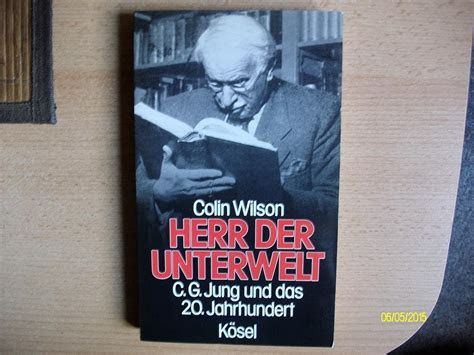 Colin Wilson
HERR DER
UNTERWELT
C.G. Jung und das
20. Jahrhundert
Kösel
06/05/2015